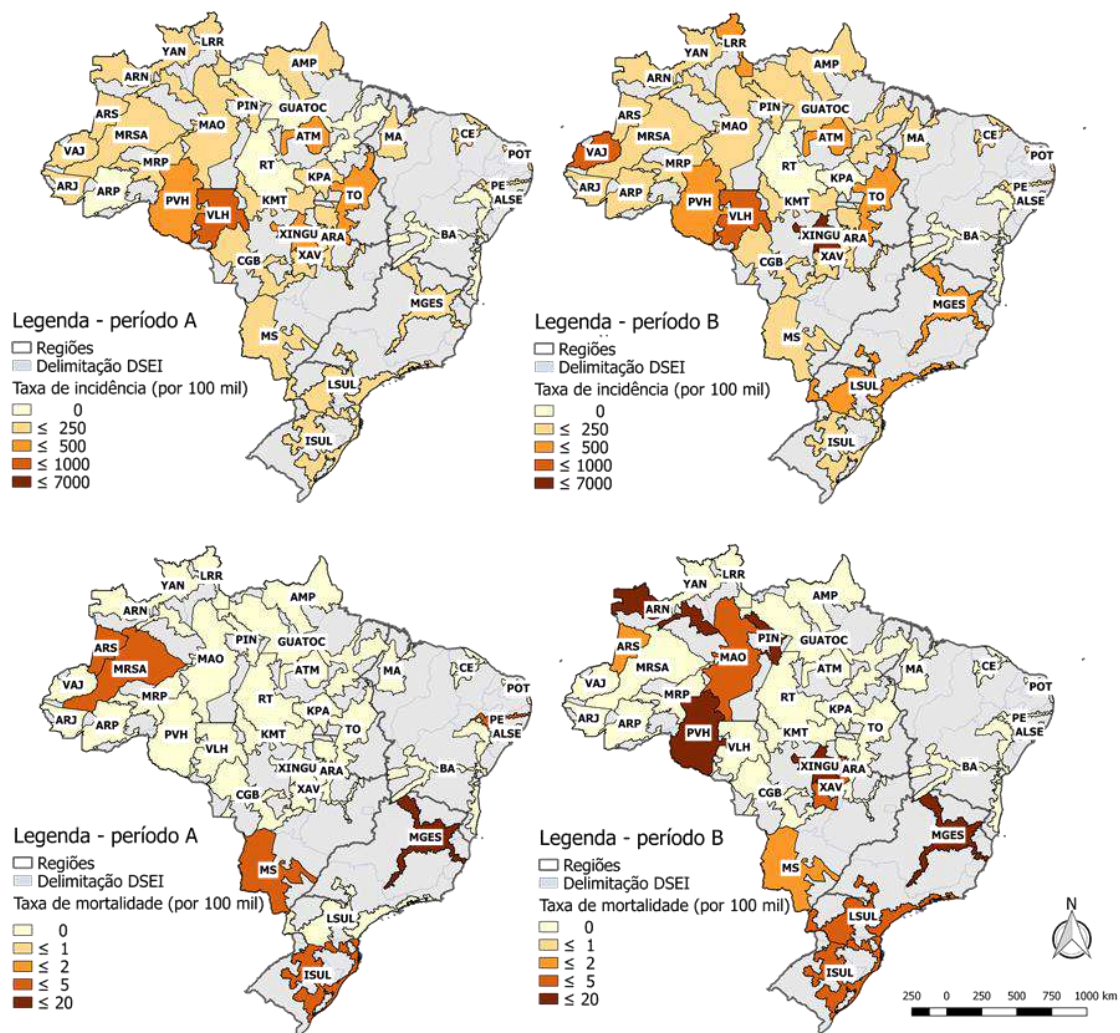 YAN
LRR
AMP
ARN
ARS
PIN
GUATOC
MAO
MRSA
ATM
MA
CE
VAJ
MRP
RT
POT
KPA
ARJ
ARP
PE
PVH
TO
ALSE
VLH
KMT
XINGU
ARA
BA
CGB
XAV
MGES
MS
LSUL
ISUL
Legenda - período A
Regiões
Delimitação DSEI
Taxa de incidência (por 100 mil)
0
≤ 250
≤ 500
≤ 1000
≤ 7000
YAN
LRR
AMP
ARN
ARS
PIN
GUATOC
MAO
MRSA
ATM
MA
CE
VAJ
MRP
RT
POT
KPA
ARJ
ARP
PE
PVH
TO
ALSE
VLH
KMT
XINGU
ARA
BA
CGB
XAV
MGES
MS
LSUL
ISUL
Legenda - período B
Regiões
Delimitação DSEI
Taxa de incidência (por 100 mil)
0
≤ 250
≤ 500
≤ 1000
≤ 7000
YAN
LRR
AMP
ARN
ARS
PIN
GUATOC
MAO
MRSA
ATM
MA
CE
VAJ
MRP
RT
POT
KPA
ARJ
ARP
PE
PVH
TO
ALSE
VLH
KMT
XINGU
ARA
BA
CGB
XAV
MGES
MS
LSUL
ISUL
Legenda - período A
Regiões
Delimitação DSEI
Taxa de mortalidade (por 100 mil)
0
≤ 1
≤ 2
≤ 5
≤ 20
YAN
LRR
AMP
ARN
ARS
PIN
GUATOC
MAO
MRSA
ATM
MA
CE
VAJ
MRP
RT
POT
KPA
ARJ
ARP
PE
PVH
TO
ALSE
VLH
KMT
XINGU
ARA
BA
CGB
XAV
MGES
MS
LSUL
ISUL
Legenda - período B
Regiões
Delimitação DSEI
Taxa de mortalidade (por 100 mil)
0
≤ 1
≤ 2
≤ 5
≤ 20
N
250 0 250 500 750 1000 km